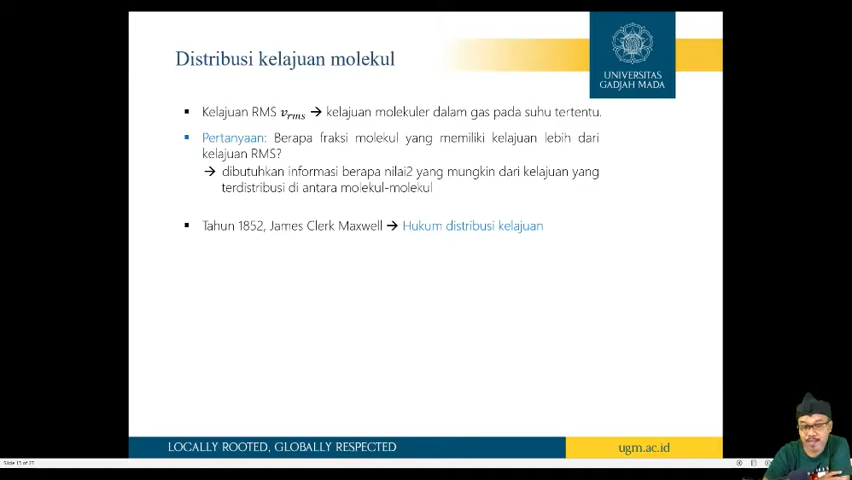 Distribusi kelajuan molekul
UNIVERSITAS
GADJAH MADA
▪ Kelajuan RMS v_rms → kelajuan molekuler dalam gas pada suhu tertentu.
▪ Pertanyaan: Berapa fraksi molekul yang memiliki kelajuan lebih dari
kelajuan RMS?
→ dibutuhkan informasi berapa nilai2 yang mungkin dari kelajuan yang
terdistribusi di antara molekul-molekul
▪ Tahun 1852, James Clerk Maxwell → Hukum distribusi kelajuan
LOCALLY ROOTED, GLOBALLY RESPECTED
ugm.ac.id